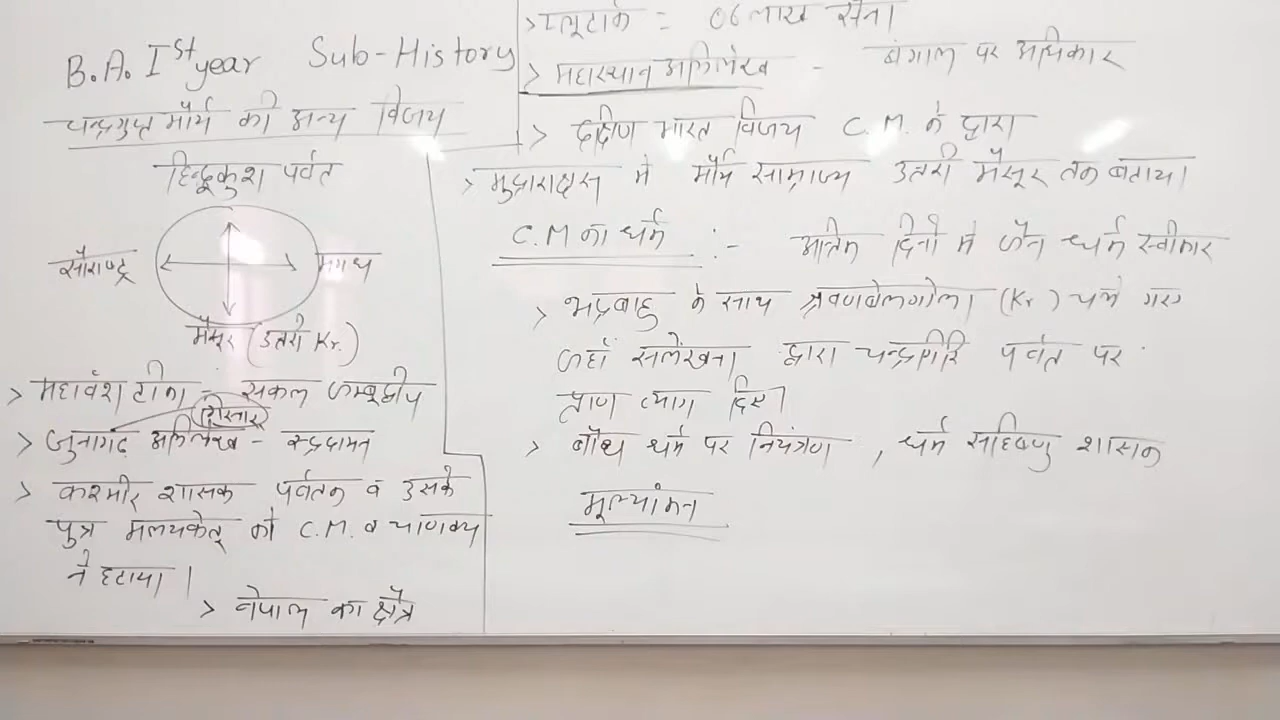 B.A. Ist year Sub-History
चन्द्रगुप्त मौर्य की अन्य विजय
हिन्दूकुश पर्वत
सौराष्ट्र
मगध
मैसूर (उत्तरी Kr.)
> महावंश टीका - सकल जम्बूद्वीप
> जुनागढ़ अभिलेख - रूद्रदामन
> कश्मीर शासक पर्वतक व उसके
पुत्र मलयकेतू को C.M. व चाणक्य
ने हटाया।
> नेपाल का क्षैत्र
> प्लूटार्क = 06 लाख सेना
> महास्थान अभिलेख - बंगाल पर अधिकार
> दक्षिण भारत विजय C.M. के द्वारा
> मुद्राराक्षस में मौर्य साम्राज्य उत्तरी मैसूर तक बताया।
C.M का धर्म :- अंतिम दिनों में जैन धर्म स्वीकार
> भद्रबाहु के साथ श्रवणबेलगोला (Kr) चले गए
जहाँ सलेंखना द्वारा चन्द्रगिरि पर्वत पर
प्राण त्याग दिए।
> बौध धर्म पर नियंत्रण , धर्म सहिष्णु शासक
मूल्यांकन